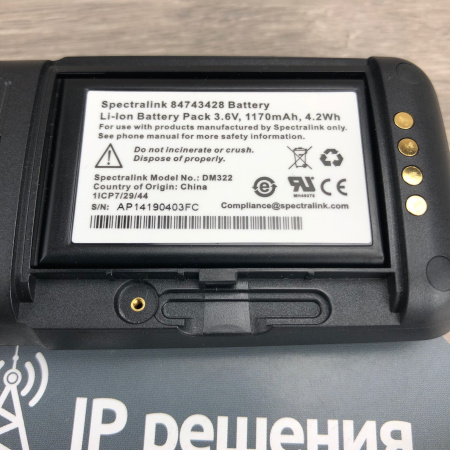 Spectralink 84743428 Battery
Li-Ion Battery Pack 3.6V, 1170mAh, 4.2Wh
For use with products manufactured by Spectralink only.
See phone manual for more safety instructions.
Do not incinerate or crush.
Dispose of properly.
Spectralink Model No.: DM322
Country of Origin: China
1ICP7/29/44
Compliance@spectralink.com
S/N: AP14190403FC
IP решения